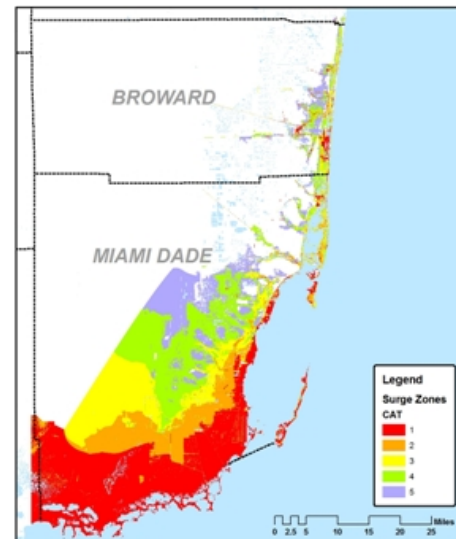 BROWARD
MIAMI DADE
Legend
Surge Zones
CAT
1
2
3
4
5
0 2.5 5 10 15 20 25
Miles